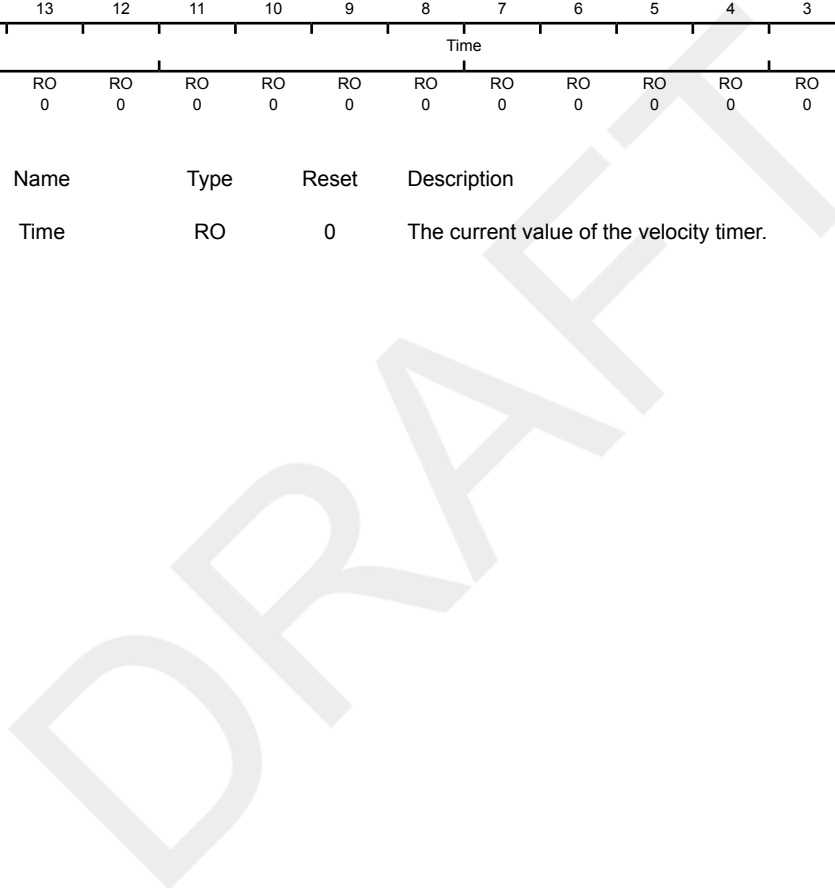 13 12 11 10 9 8 7 6 5 4 3
Time
RO RO RO RO RO RO RO RO RO RO RO
0 0 0 0 0 0 0 0 0 0 0
Name Type Reset Description
Time RO 0 The current value of the velocity timer.
DRAFT